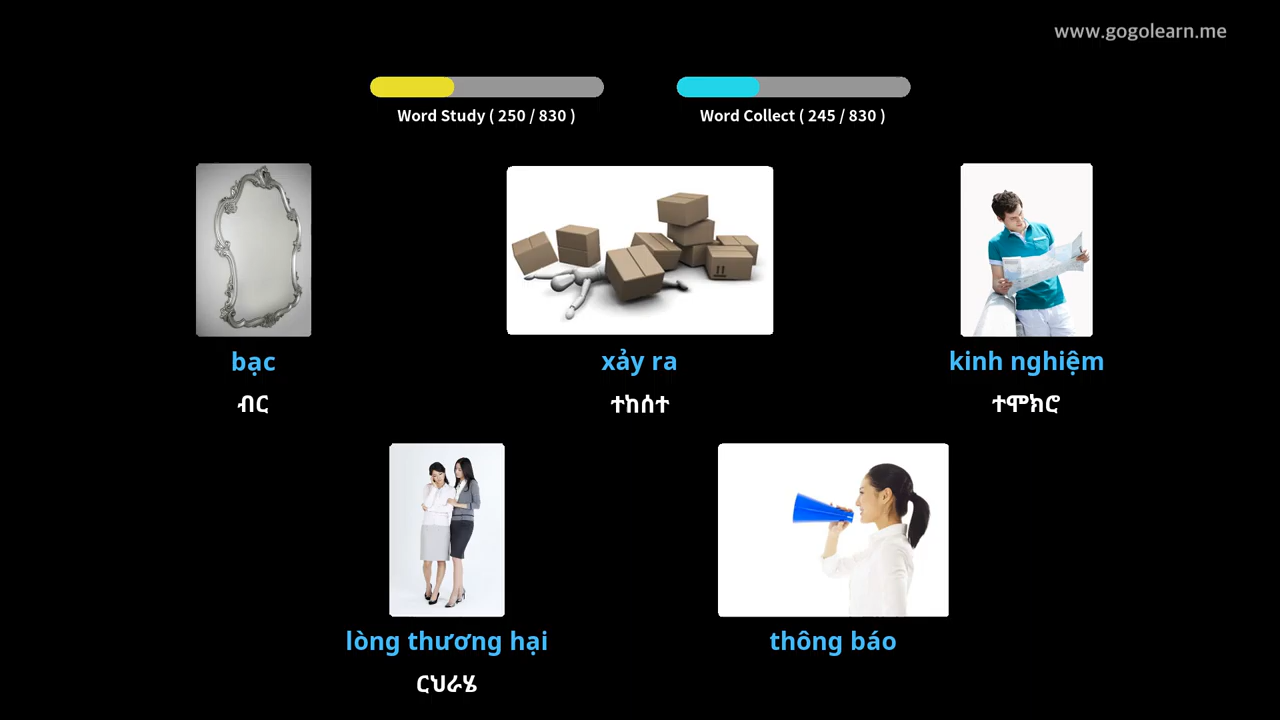 www.gogolearn.me
Word Study ( 250 / 830 )
Word Collect ( 245 / 830 )
bạc
ብር
xảy ra
ተከሰተ
kinh nghiệm
ተሞክሮ
lòng thương hại
ርህራሄ
thông báo